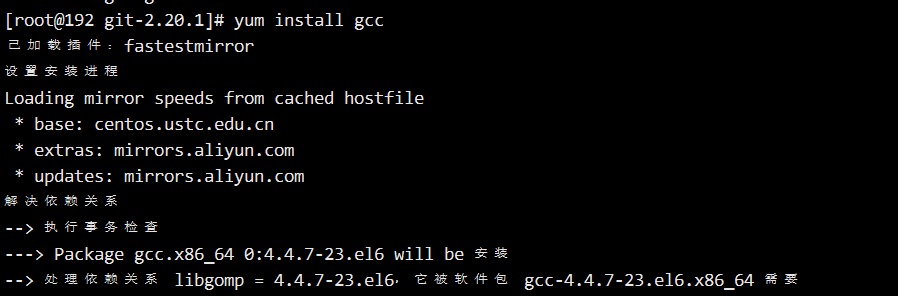 [root@192 git-2.20.1]# yum install gcc
已加载插件：fastestmirror
设置安装进程
Loading mirror speeds from cached hostfile
 * base: centos.ustc.edu.cn
 * extras: mirrors.aliyun.com
 * updates: mirrors.aliyun.com
解决依赖关系
--> 执行事务检查
---> Package gcc.x86_64 0:4.4.7-23.el6 will be 安装
--> 处理依赖关系 libgomp = 4.4.7-23.el6，它被软件包 gcc-4.4.7-23.el6.x86_64 需要